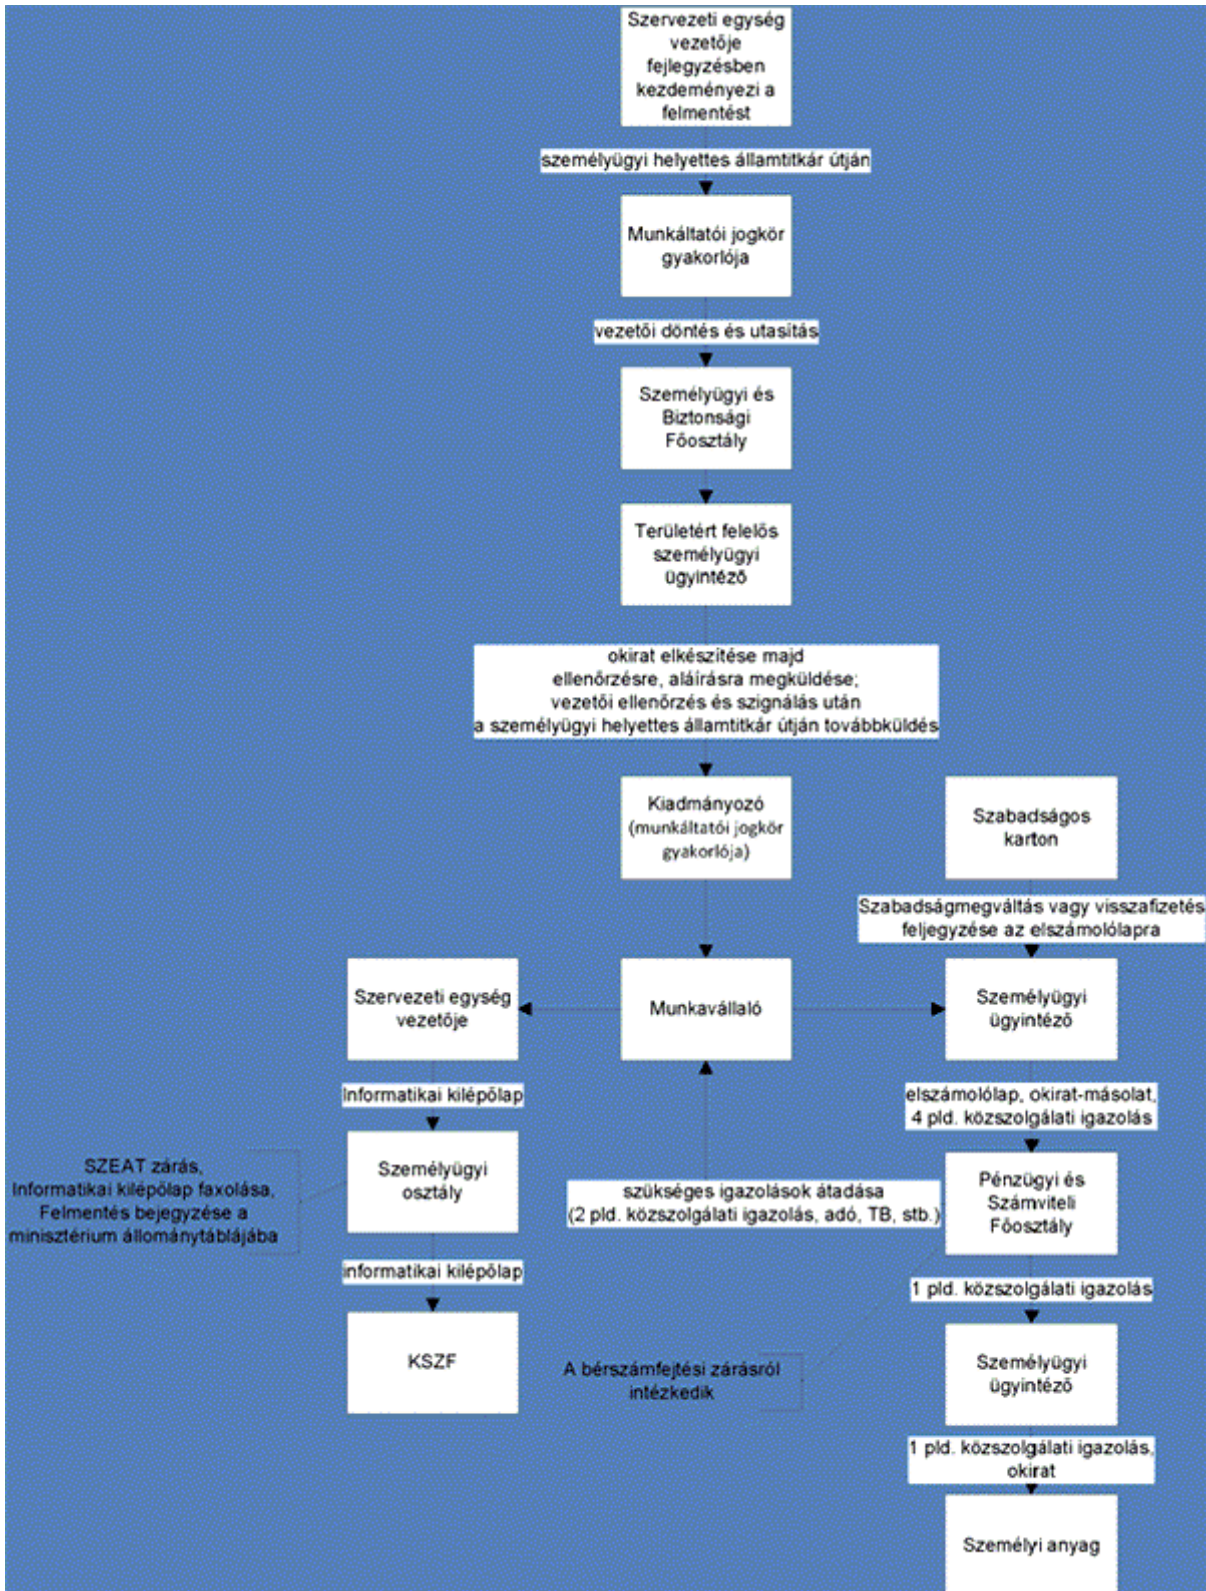 Szervezeti egység
vezetője
fejlegyzésben
kezdeményezi a
felmentést
személyügyi helyettes államtitkár útján
Munkáltatói jogkör
gyakorlója
vezetői döntés és utasítás
Személyügyi és
Biztonsági
Főosztály
Területért felelős
személyügyi
ügyintéző
okirat elkészítése majd
ellenőrzésre, aláírásra megküldése;
vezetői ellenőrzés és szignálás után
a személyügyi helyettes államtitkár útján továbbküldés
Kiadmányozó
(munkáltatói jogkör
gyakorlója)
Szabadságos
karton
Szabadságmegváltás vagy visszafizetés
feljegyzése az elszámolólapra
Szervezeti egység
vezetője
Munkavállaló
Személyügyi
ügyintéző
Informatikai kilépőlap
elszámolólap, okirat-másolat,
4 pld. közszolgálati igazolás
SZEAT zárás,
Informatikai kilépőlap faxolása,
Felmentés bejegyzése a
minisztérium állománytáblájába
Személyügyi
osztály
szükséges igazolások átadása
(2 pld. közszolgálati igazolás, adó, TB, stb.)
Pénzügyi és
Számviteli
Főosztály
informatikai kilépőlap
1 pld. közszolgálati igazolás
KSZF
A bérszámfejtési zárásról
intézkedik
Személyügyi
ügyintéző
1 pld. közszolgálati igazolás,
okirat
Személyi anyag